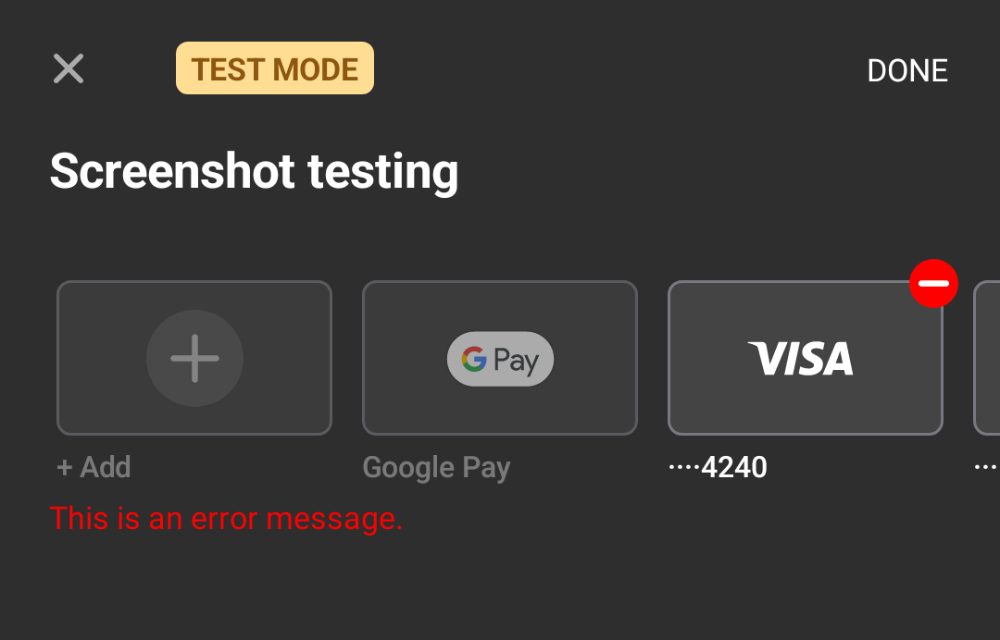 TEST MODE
DONE
Screenshot testing
G Pay
VISA
+ Add
Google Pay
····4240
···
This is an error message.